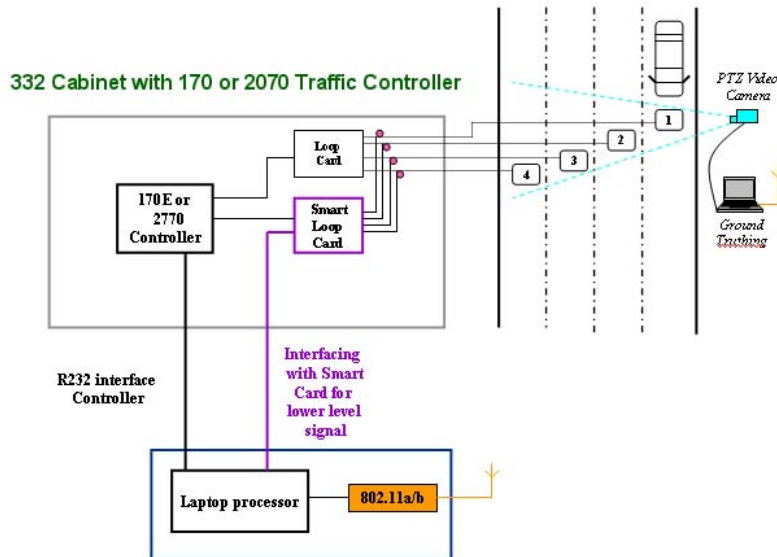 332 Cabinet with 170 or 2070 Traffic Controller
PTZ Video
Camera
1
2
3
4
Loop
Card
170E or
2770
Controller
Smart
Loop
Card
Ground
Truthing
R232 interface
Controller
Interfacing
with Smart
Card for
lower level
signal
Laptop processor
802.11a/b